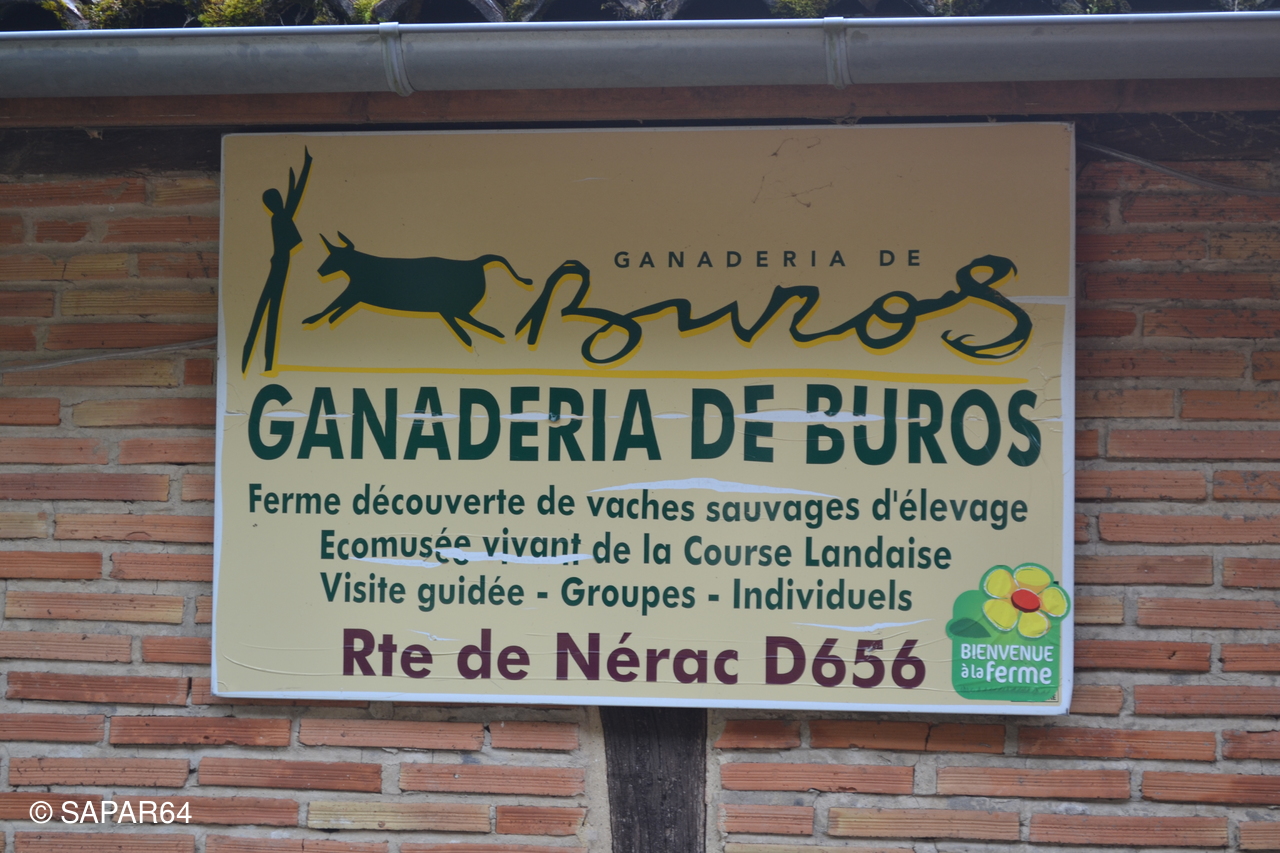 GANADERIA DE
Buros
GANADERIA DE BUROS
Ferme découverte de vaches sauvages d'élevage
Ecomusée vivant de la Course Landaise
Visite guidée - Groupes - Individuels
Rte de Nérac D656
BIENVENUE
à la ferme
© SAPAR64